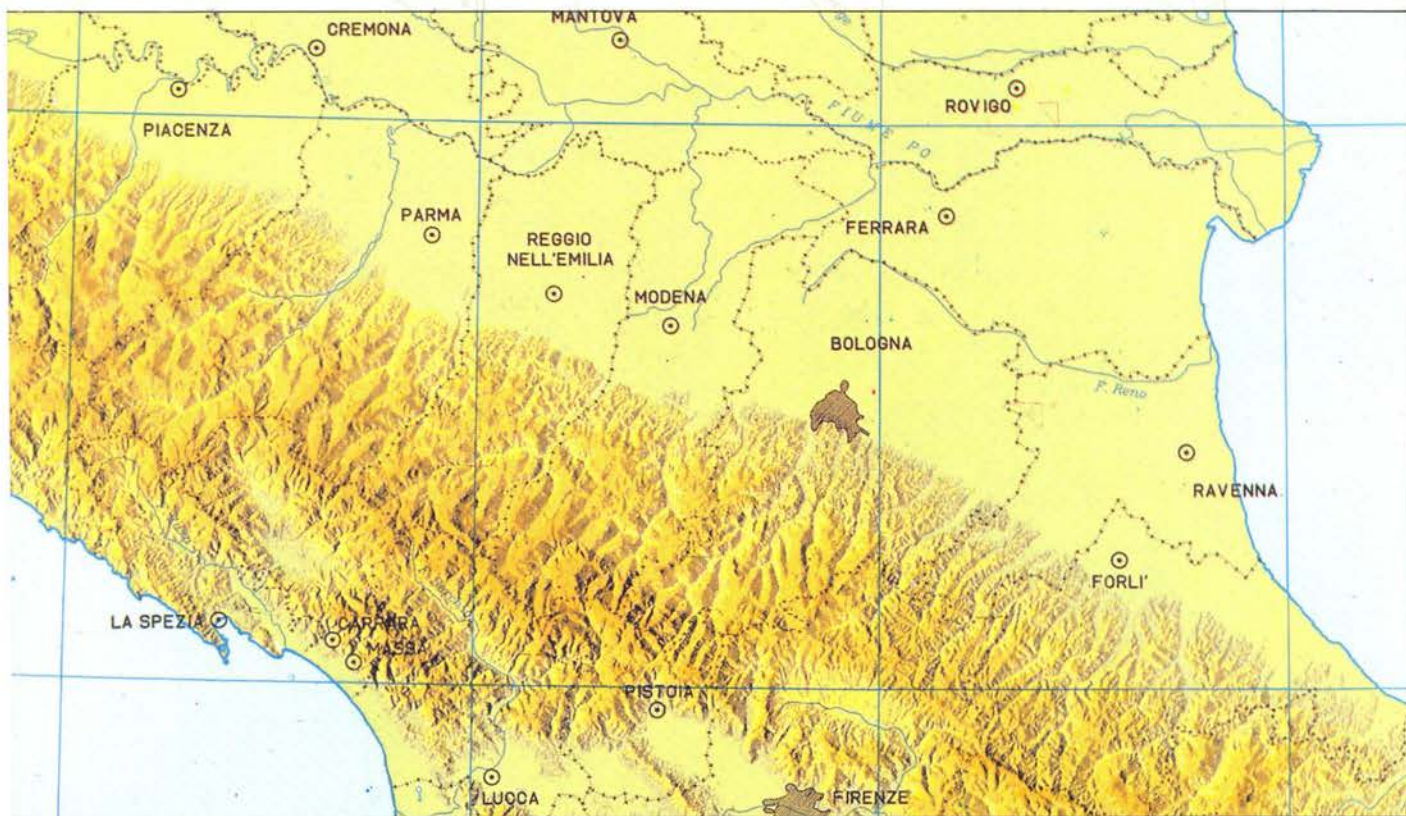 MANTOVA
CREMONA
ROVIGO
PIACENZA
FIUME PO
PARMA
FERRARA
REGGIO
NELL'EMILIA
MODENA
BOLOGNA
F. Reno
RAVENNA
FORLI'
LA SPEZIA
CARRARA
MASSA
PISTOIA
LUCCA
FIRENZE